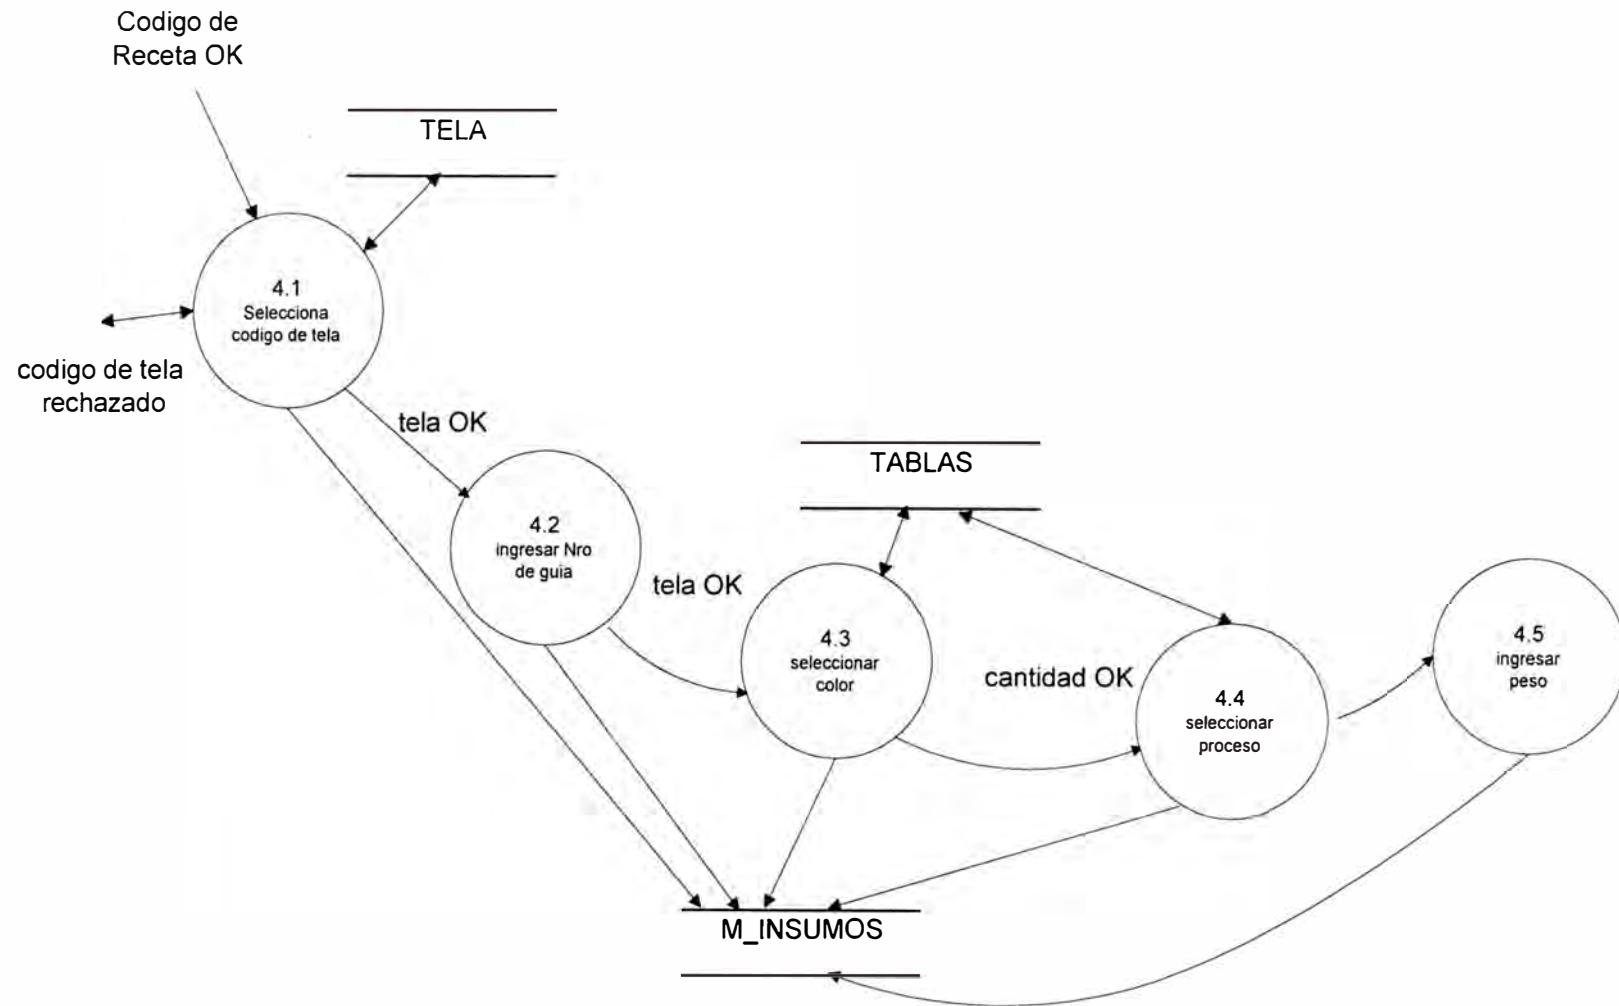 Codigo de
Receta OK
TELA
4.1
Selecciona
codigo de tela
codigo de tela
rechazado
tela OK
4.2
ingresar Nro
de guia
tela OK
TABLAS
4.3
seleccionar
color
cantidad OK
4.4
seleccionar
proceso
4.5
ingresar
peso
M_INSUMOS